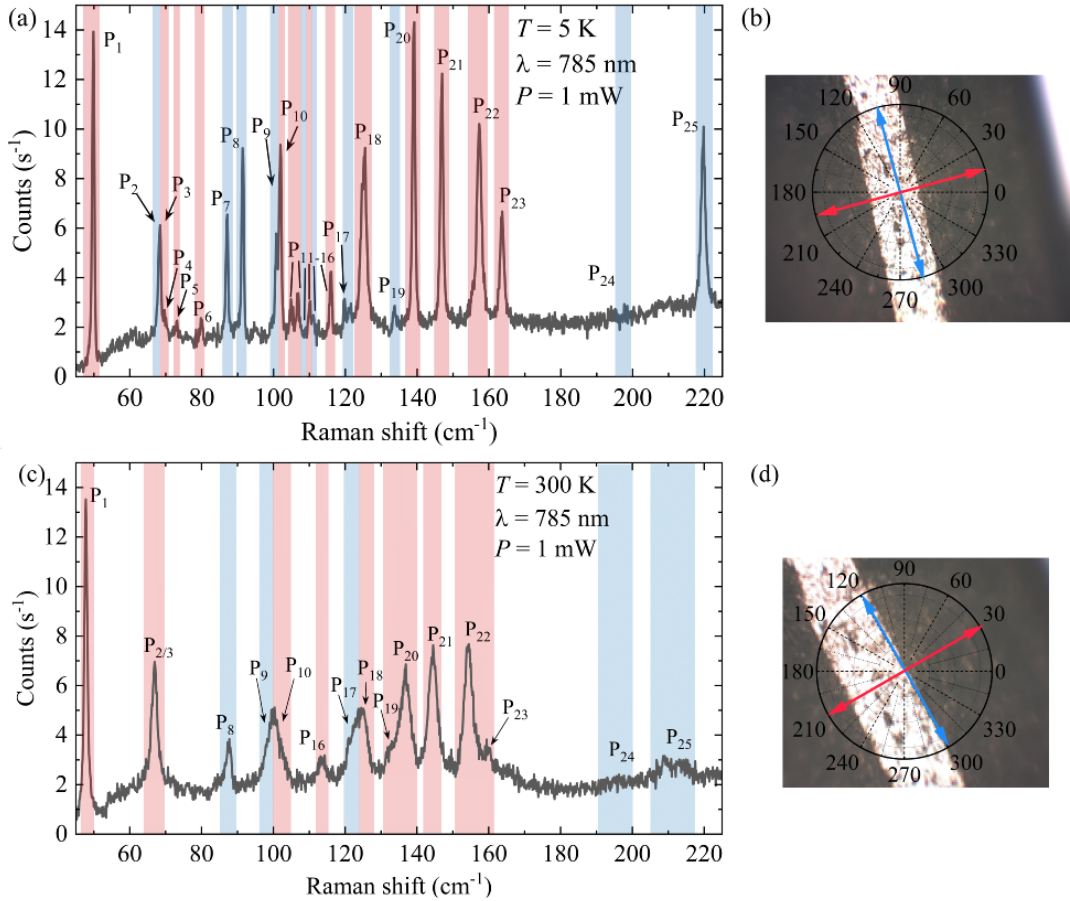 (a)
14
12
10
8
6
4
2
0
Counts (s⁻¹)
P₁
P₂
P₃
P₄
P₅
P₆
P₇
P₈
P₉
P₁₀
P₁₁₋₁₆
P₁₇
P₁₈
P₁₉
P₂₀
P₂₁
P₂₂
P₂₃
P₂₄
P₂₅
T = 5 K
λ = 785 nm
P = 1 mW
60 80 100 120 140 160 180 200 220
Raman shift (cm⁻¹)
(b)
90
120 60
150 30
180 0
210 330
240 300
270
(c)
14
12
10
8
6
4
2
0
Counts (s⁻¹)
P₁
P₂/₃
P₈
P₉
P₁₀
P₁₆
P₁₇
P₁₈
P₁₉
P₂₀
P₂₁
P₂₂
P₂₃
P₂₄
P₂₅
T = 300 K
λ = 785 nm
P = 1 mW
60 80 100 120 140 160 180 200 220
Raman shift (cm⁻¹)
(d)
90
120 60
150 30
180 0
210 330
240 300
270